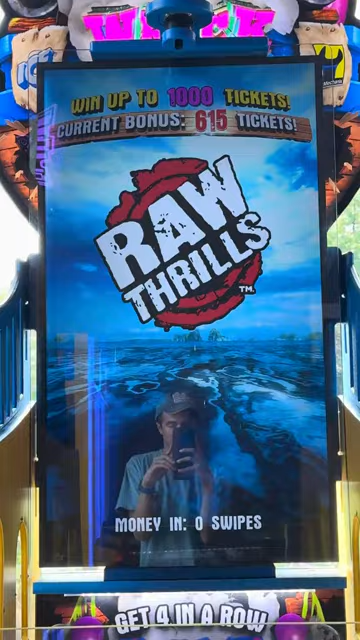 WIN UP TO 1000 TICKETS!
CURRENT BONUS: 615 TICKETS!
RAW
THRILLS
TM
MONEY IN: 0 SWIPES
GET 4 IN A ROW